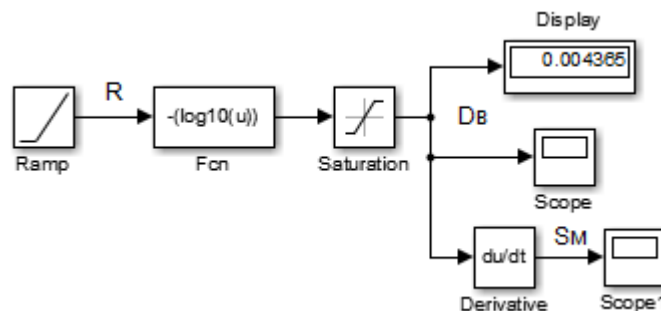 Display
0.004365
R
-(log10(u))
DB
Ramp
Fcn
Saturation
Scope
du/dt
SM
Derivative
Scope1